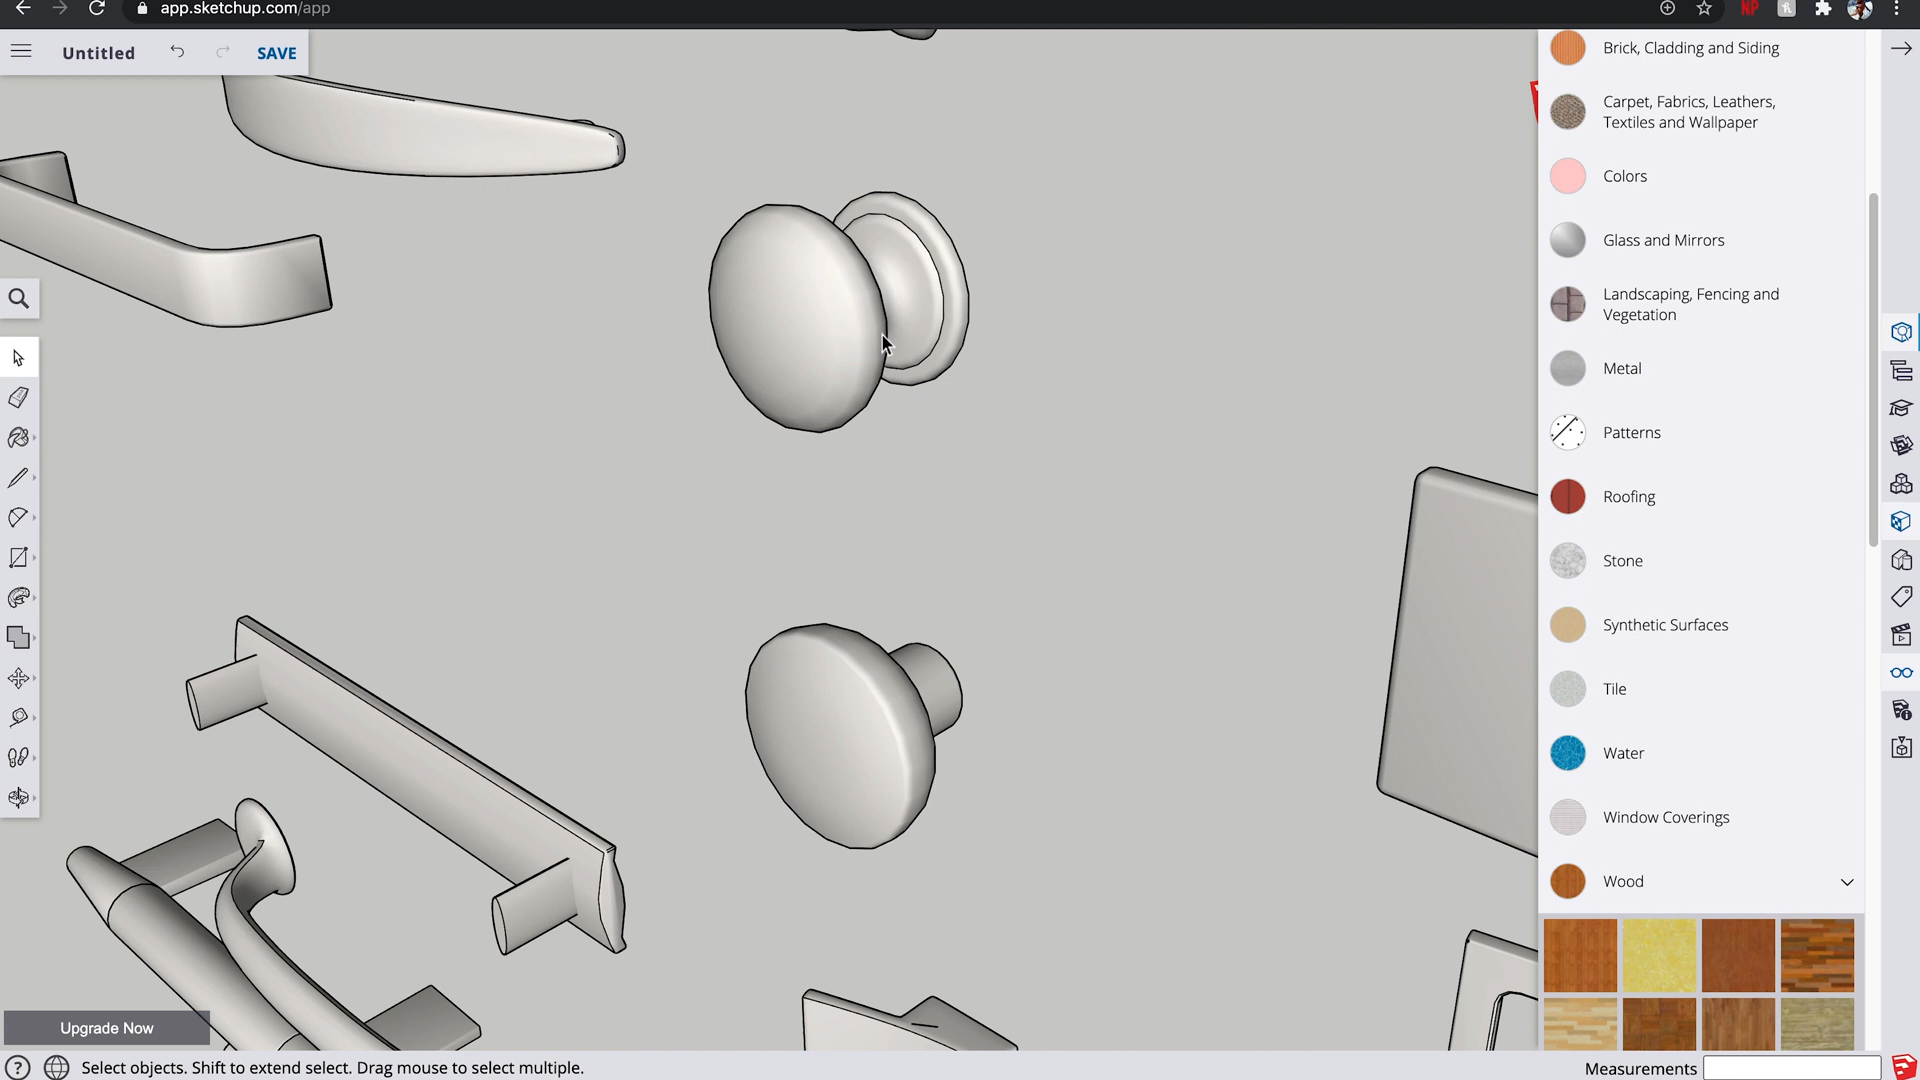 app.sketchup.com/app
NP
Untitled
SAVE
Brick, Cladding and Siding
Carpet, Fabrics, Leathers,
Textiles and Wallpaper
Colors
Glass and Mirrors
Landscaping, Fencing and
Vegetation
Metal
Patterns
Roofing
Stone
Synthetic Surfaces
Tile
Water
Window Coverings
Wood
Upgrade Now
Select objects. Shift to extend select. Drag mouse to select multiple.
Measurements